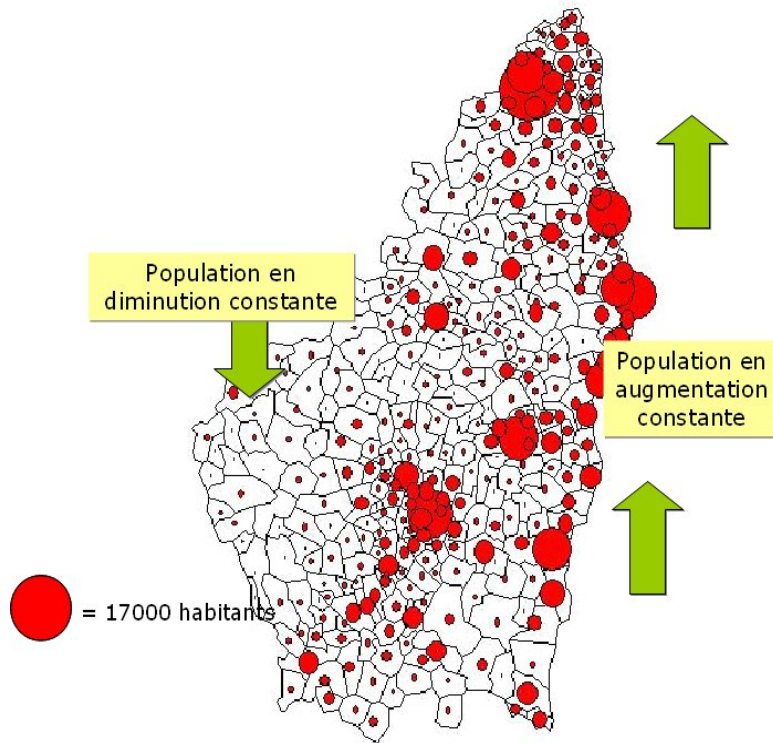 Population en
diminution constante
Population en
augmentation
constante
= 17000 habitants